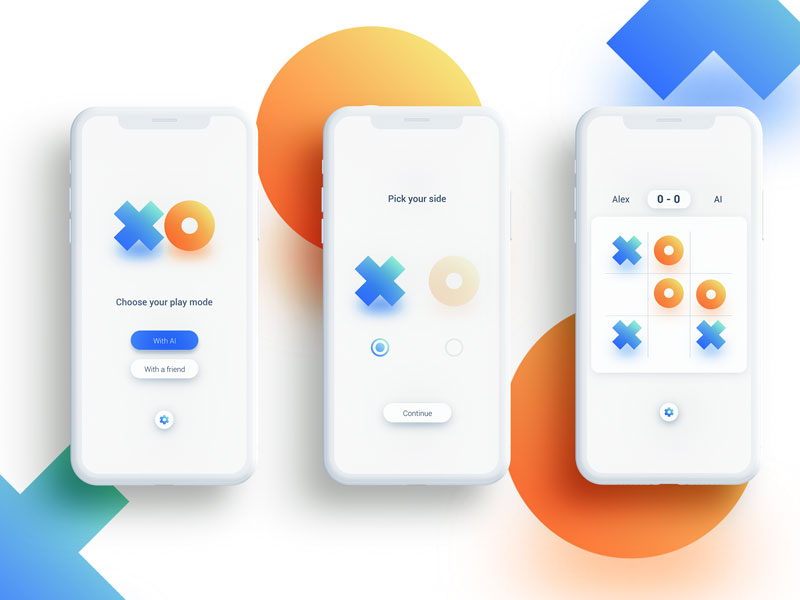 Choose your play mode
With AI
With a friend
Pick your side
Continue
Alex
0 - 0
AI